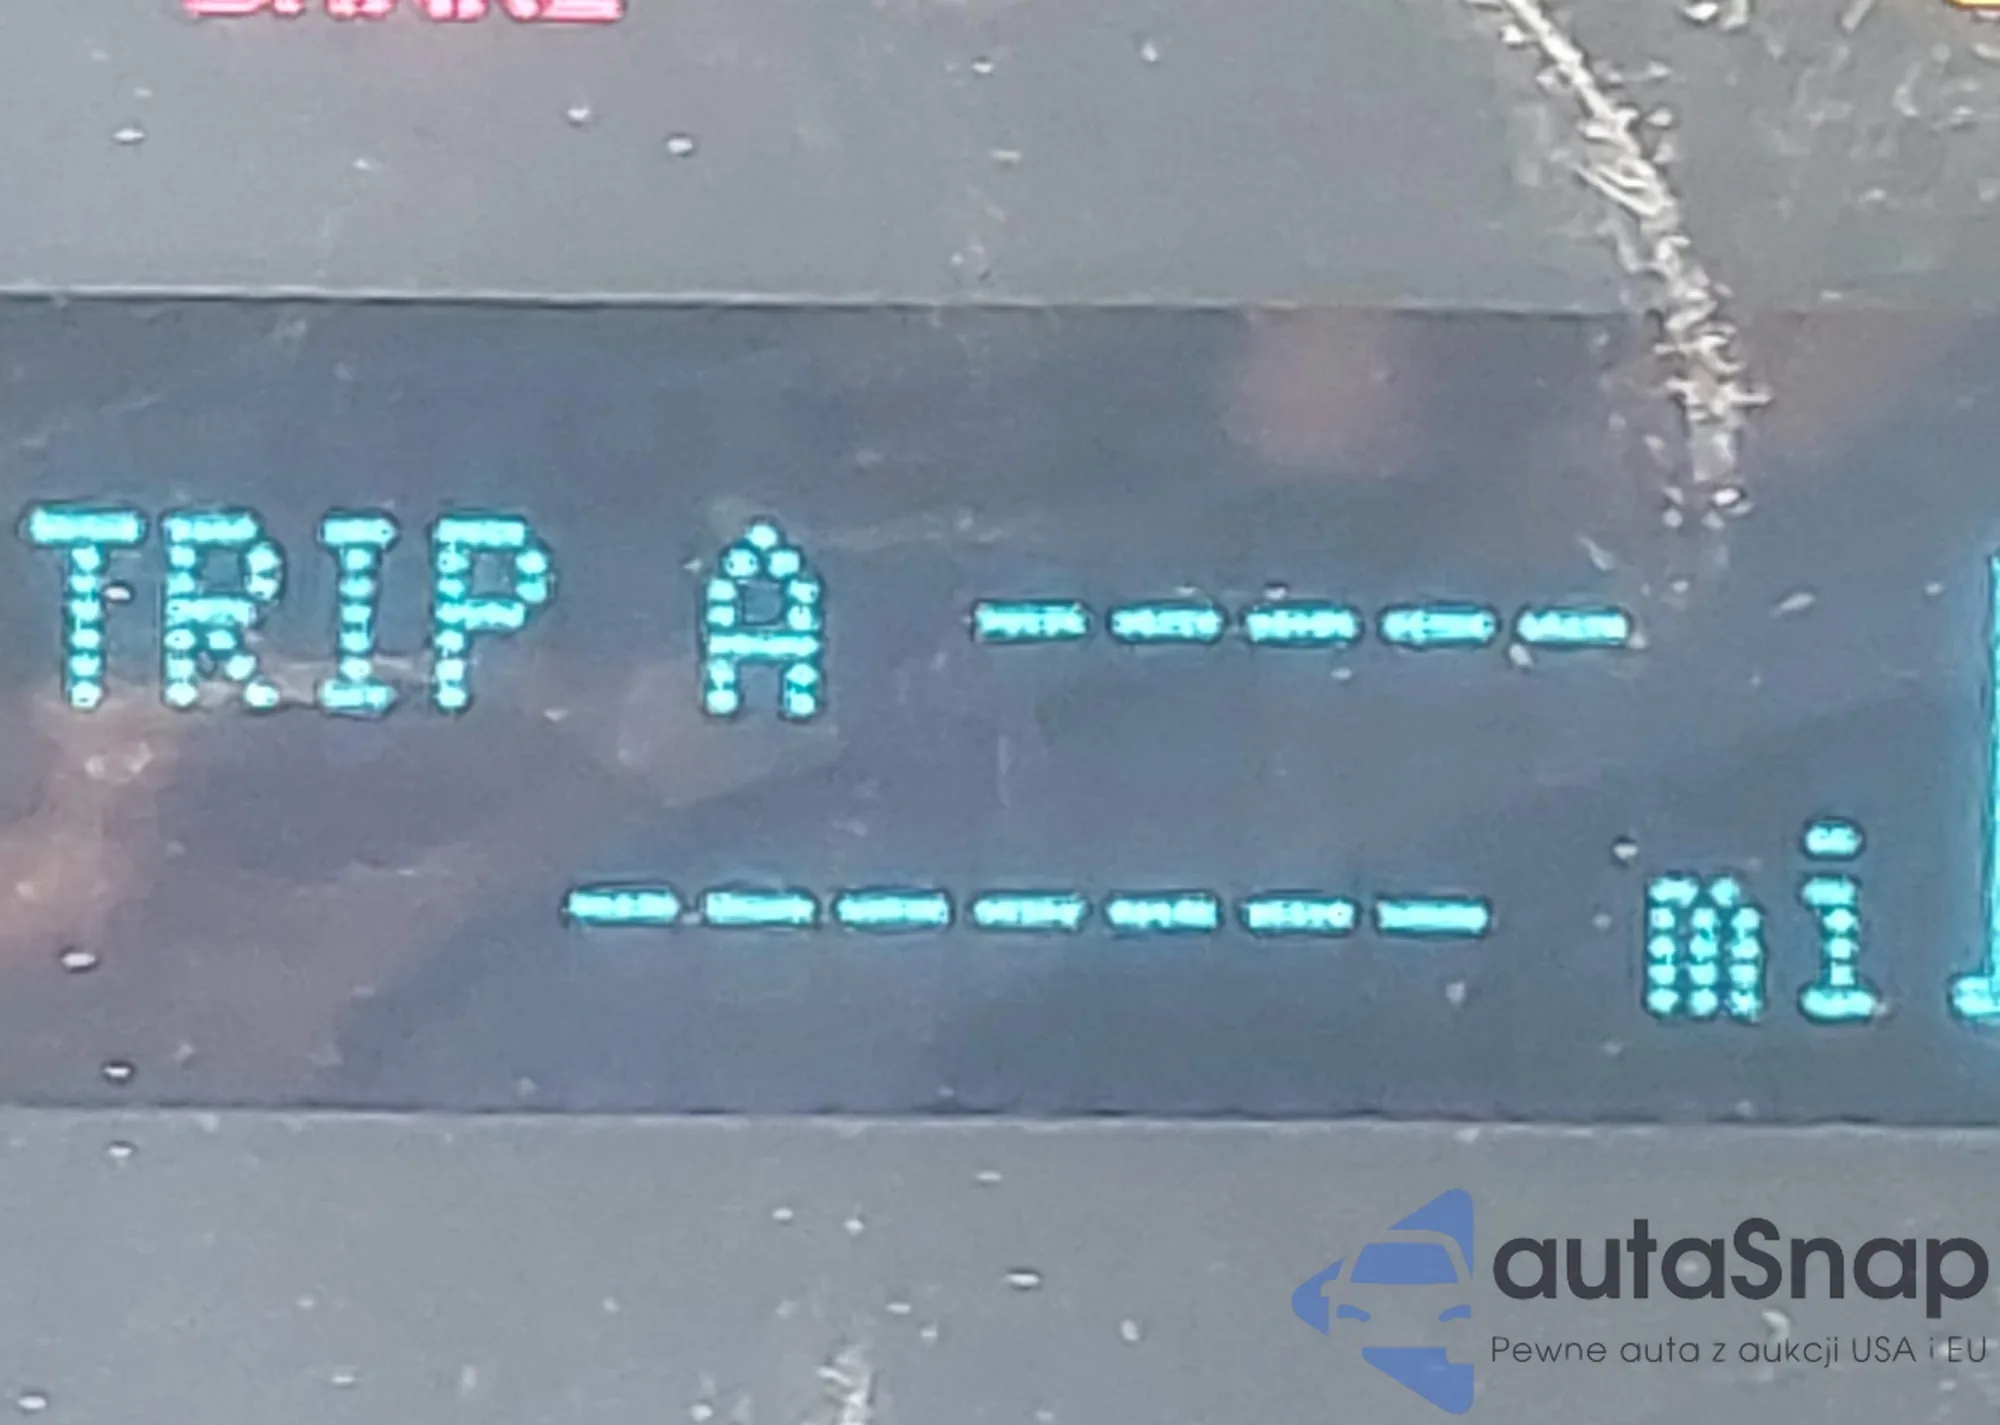 TRIP A -----
------- mi
autaSnap
Pewne auta z aukcji USA i EU